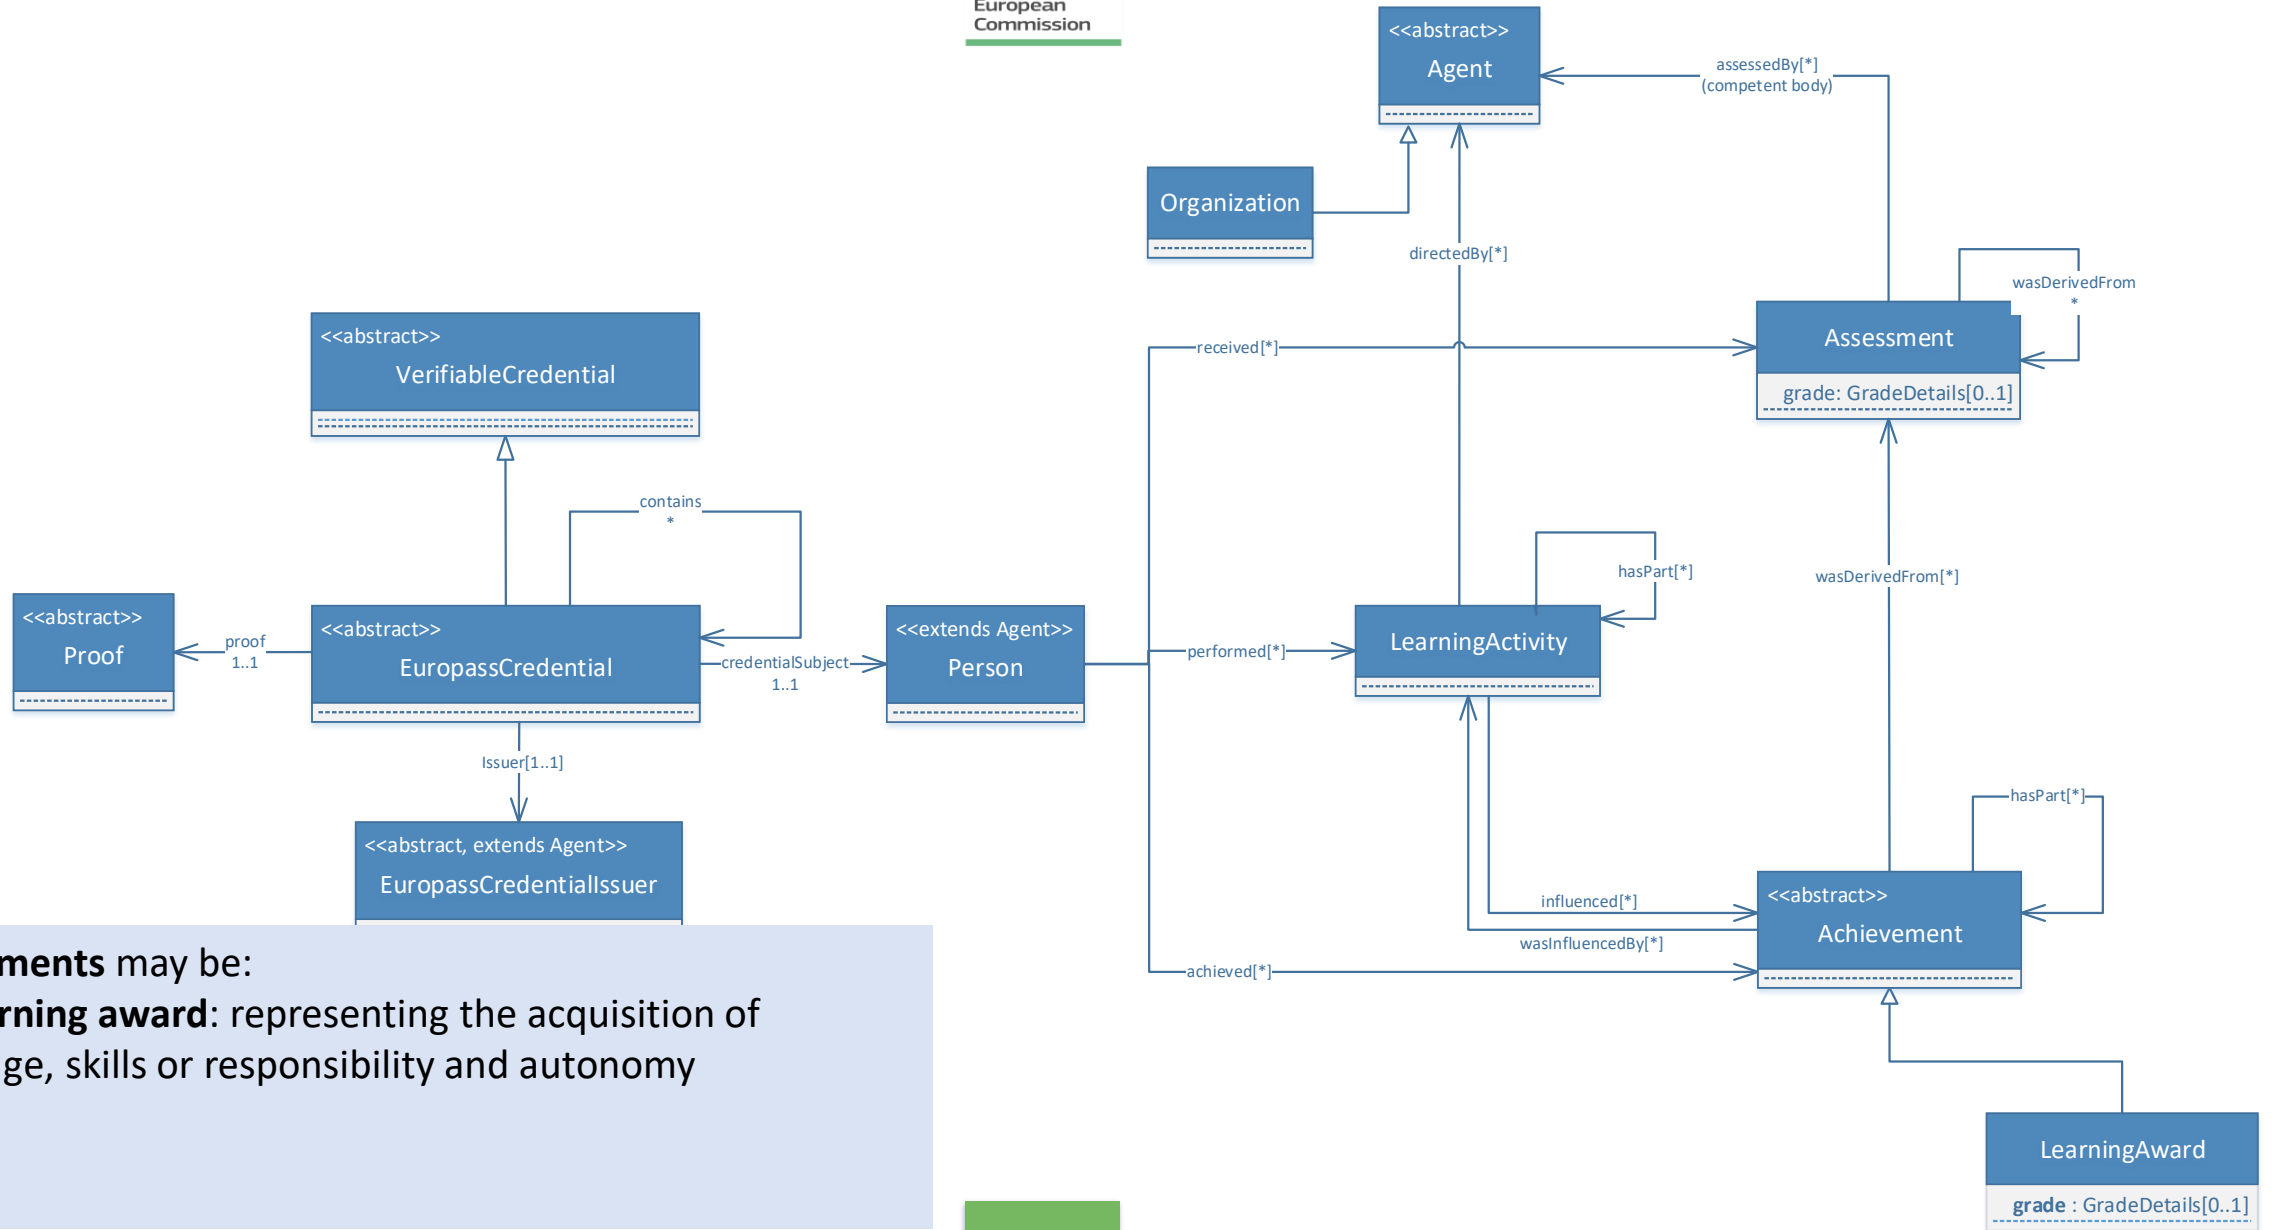 European
Commission
<<abstract>>
Agent
assessedBy[*]
(competent body)
Organization
directedBy[*]
wasDerivedFrom
*
<<abstract>>
VerifiableCredential
received[*]
Assessment
grade: GradeDetails[0..1]
contains
*
hasPart[*]
wasDerivedFrom[*]
<<abstract>>
Proof
proof
1..1
<<abstract>>
EuropassCredential
credentialSubject
1..1
<<extends Agent>>
Person
performed[*]
LearningActivity
Issuer[1..1]
hasPart[*]
<<abstract, extends Agent>>
EuropassCredentialIssuer
influenced[*]
wasInfluencedBy[*]
achieved[*]
<<abstract>>
Achievement
ments may be:
rning award: representing the acquisition of
ge, skills or responsibility and autonomy
LearningAward
grade : GradeDetails[0..1]